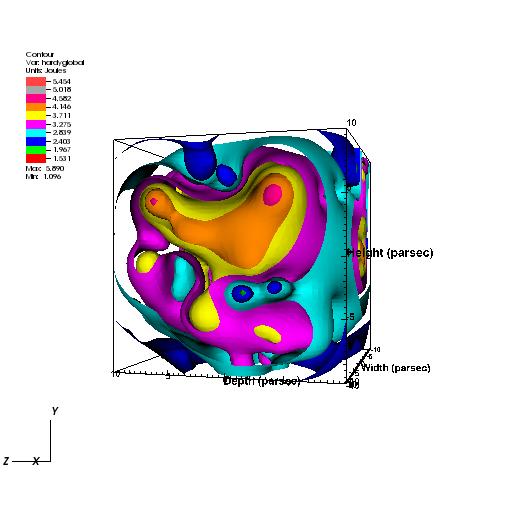 Contour
Var: hardyglobal
Units: Joules
5.454
5.018
4.582
4.146
3.711
3.275
2.839
2.403
1.967
1.531
Max: 5.890
Min: 1.096
10
Height (parsec)
-5
-10
Width (parsec)
Depth (parsec)
Y
Z
X